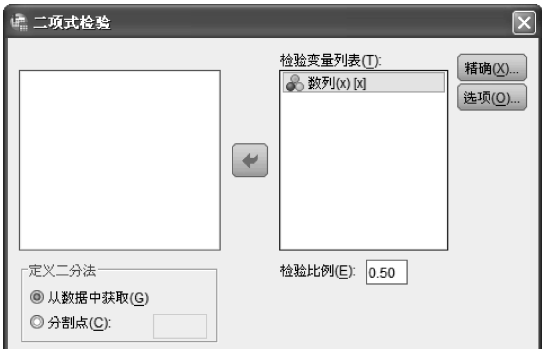 二项式检验
检验变量列表(T):
数列(x) [x]
精确(X)...
选项(O)...
定义二分法
从数据中获取(G)
分割点(C):
检验比例(E): 0.50